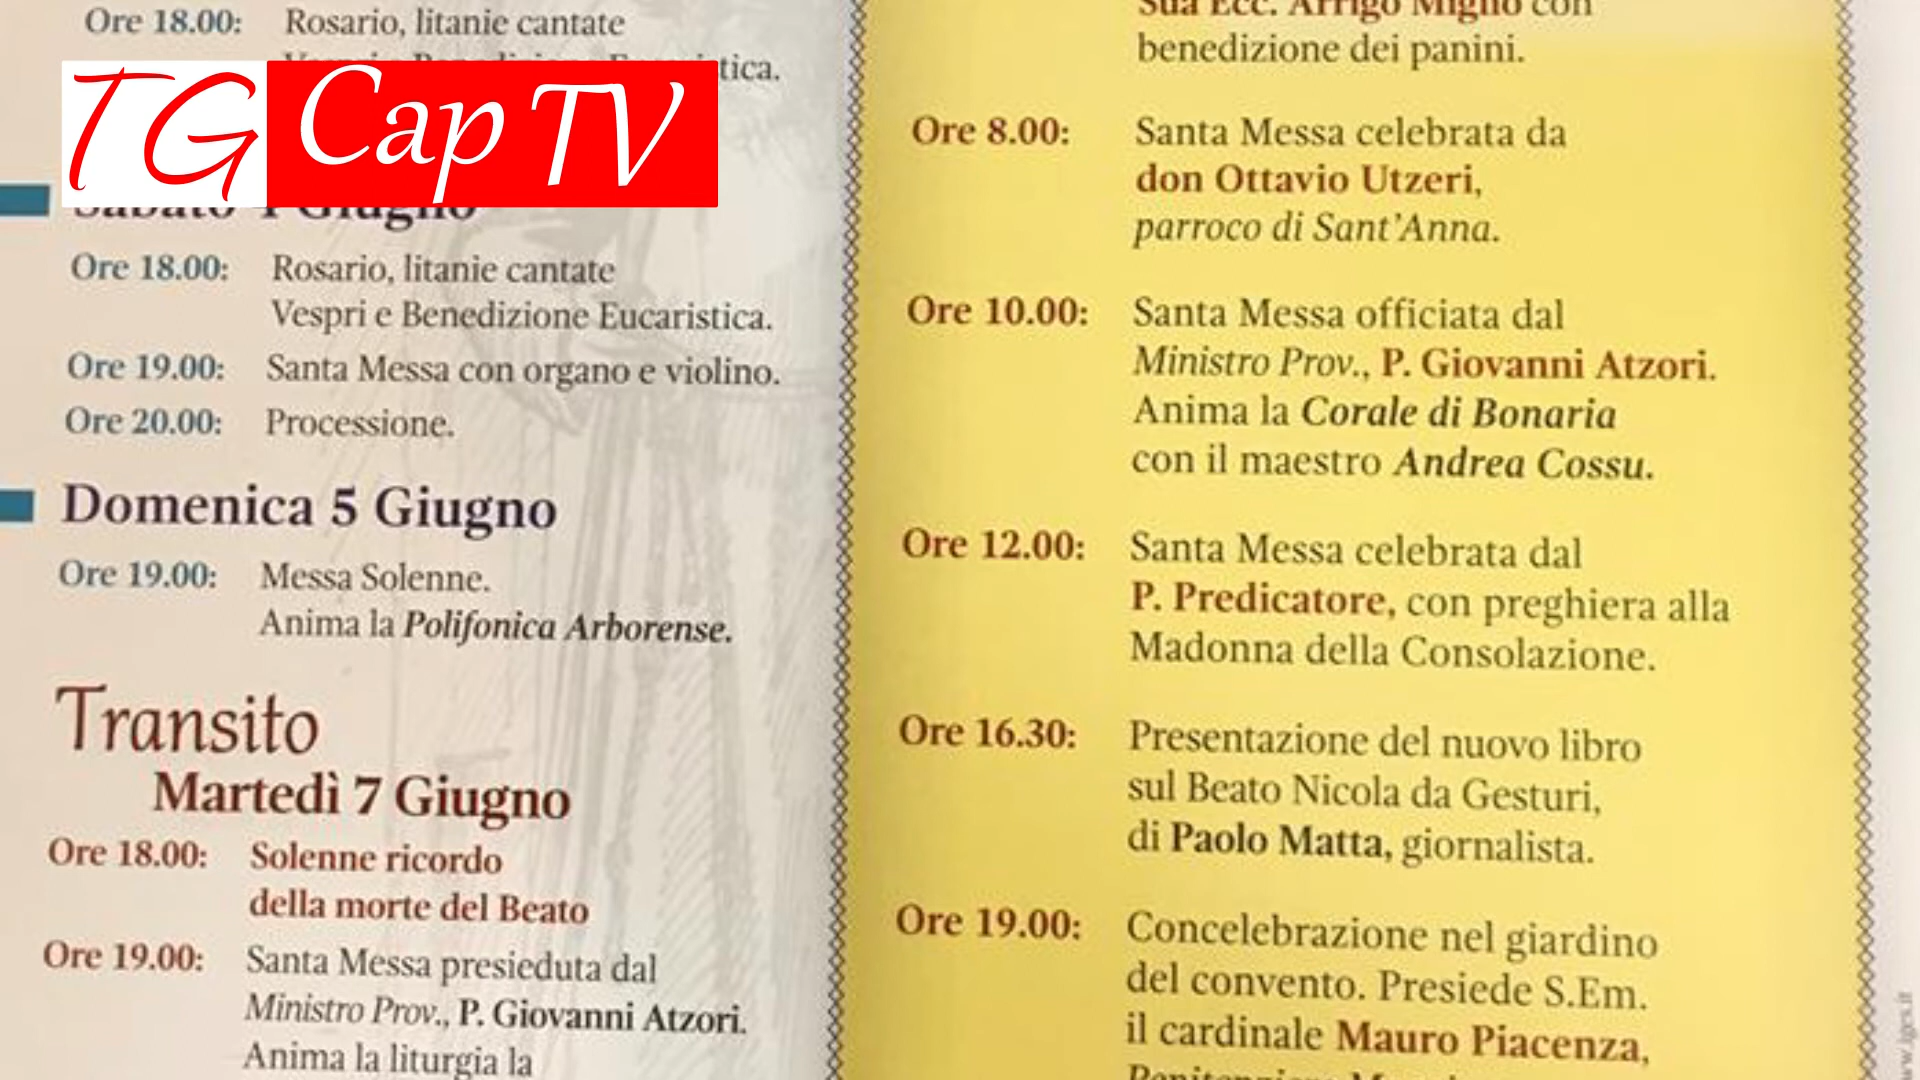 Ore 18.00: Rosario, litanie cantate
TG Cap TV
Sabato 4 Giugno
Ore 18.00: Rosario, litanie cantate
Vespri e Benedizione Eucaristica.
Ore 19.00: Santa Messa con organo e violino.
Ore 20.00: Processione.
Domenica 5 Giugno
Ore 19.00: Messa Solenne.
Anima la Polifonica Arborense.
Transito
Martedì 7 Giugno
Ore 18.00: Solenne ricordo
della morte del Beato
Ore 19.00: Santa Messa presieduta dal
Ministro Prov., P. Giovanni Atzori.
Anima la liturgia la
Sua Ecc. Arrigo Miglio con
benedizione dei panini.
Ore 8.00: Santa Messa celebrata da
don Ottavio Utzeri,
parroco di Sant'Anna.
Ore 10.00: Santa Messa officiata dal
Ministro Prov., P. Giovanni Atzori.
Anima la Corale di Bonaria
con il maestro Andrea Cossu.
Ore 12.00: Santa Messa celebrata dal
P. Predicatore, con preghiera alla
Madonna della Consolazione.
Ore 16.30: Presentazione del nuovo libro
sul Beato Nicola da Gesturi,
di Paolo Matta, giornalista.
Ore 19.00: Concelebrazione nel giardino
del convento. Presiede S.Em.
il cardinale Mauro Piacenza,